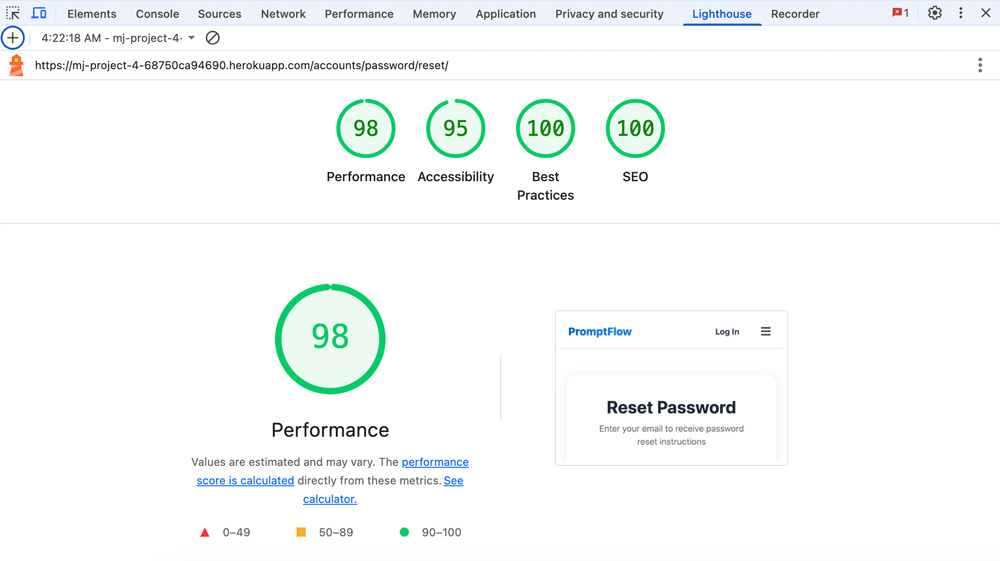 Elements Console Sources Network Performance Memory Application Privacy and security Lighthouse Recorder 1
4:22:18 AM - mj-project-4-
https://mj-project-4-68750ca94690.herokuapp.com/accounts/password/reset/
98 95 100 100
Performance Accessibility Best Practices SEO
98
Performance
Values are estimated and may vary. The performance
score is calculated directly from these metrics. See
calculator.
0–49 50–89 90–100
PromptFlow Log In
Reset Password
Enter your email to receive password
reset instructions